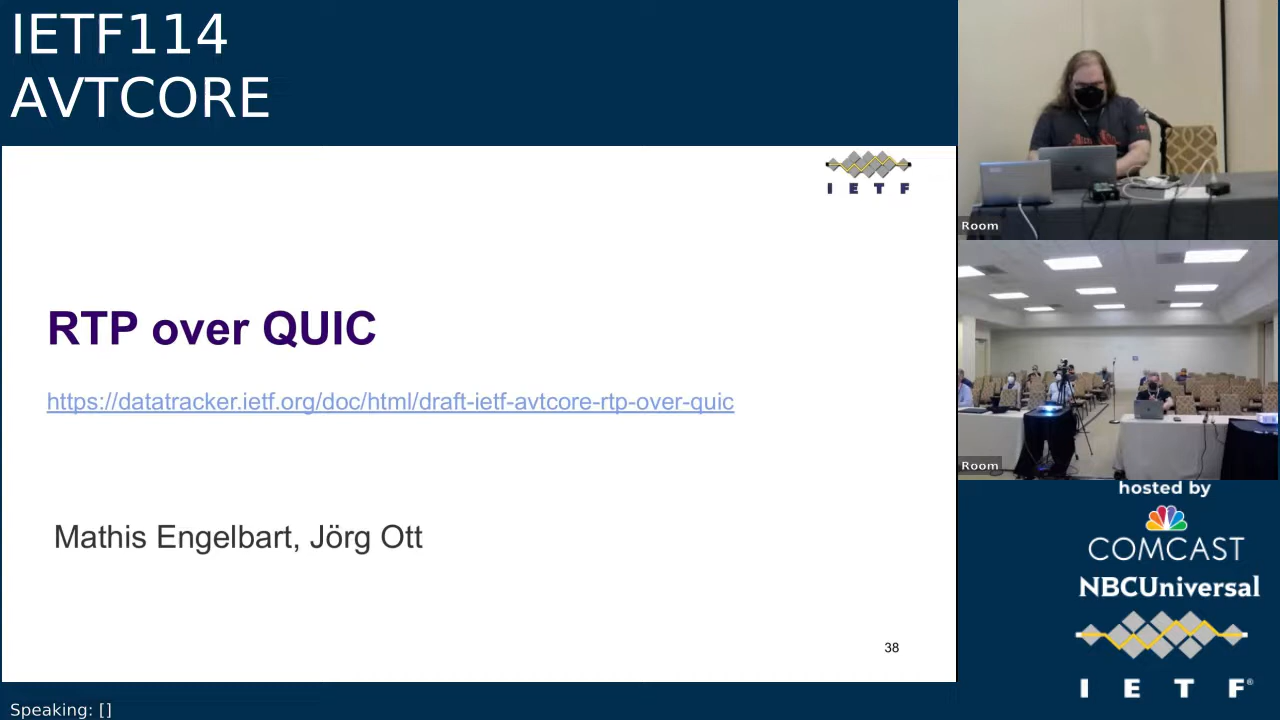 IETF114
AVTCORE
I E T F
RTP over QUIC
https://datatracker.ietf.org/doc/html/draft-ietf-avtcore-rtp-over-quic
Mathis Engelbart, Jörg Ott
38
Room
Room
hosted by
COMCAST
NBCUniversal
I E T F®
Speaking: []